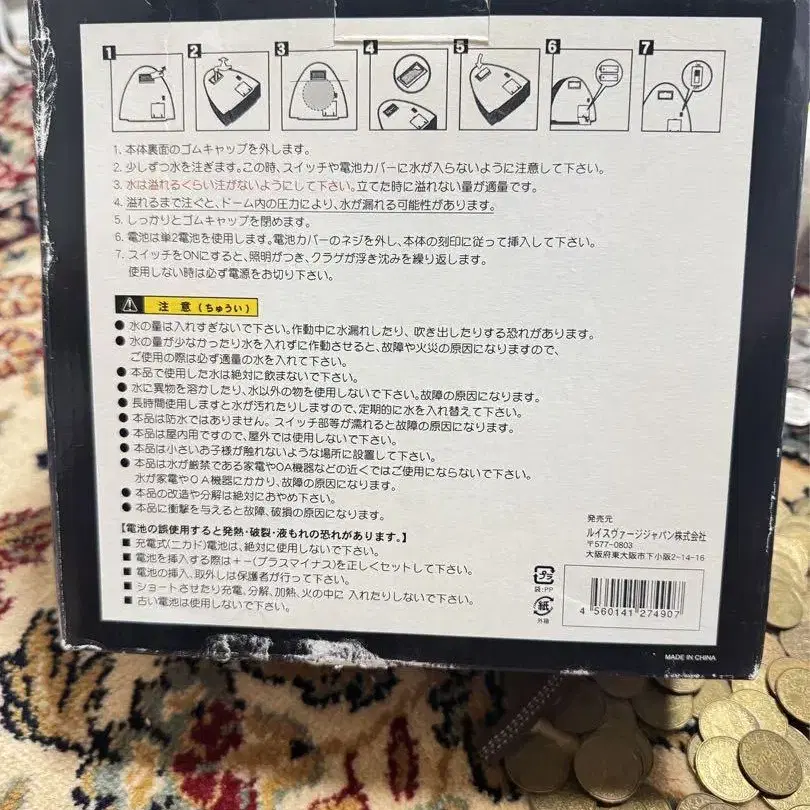 1 2 3 4 5 6 7
1. 本体裏面のゴムキャップを外します。
2. 少しずつ水を注ぎます。この時、スイッチや電池カバーに水が入らないように注意して下さい。
3. 水は溢れるくらい注がないようにして下さい。立てた時に溢れない量が適量です。
4. 溢れるまで注ぐと、ドーム内の圧力により、水が漏れる可能性があります。
5. しっかりとゴムキャップを閉めます。
6. 電池は単2電池を使用します。電池カバーのネジを外し、本体の刻印に従って挿入して下さい。
7. スイッチをONにすると、照明がつき、クラゲが浮き沈みを繰り返します。
使用しない時は必ず電源をお切り下さい。
注意(ちゅうい)
● 水の量は入れすぎないで下さい。作動中に水漏れしたり、吹き出したりする恐れがあります。
● 水の量が少なかったり水を入れずに作動させると、故障や火災の原因になりますので、
ご使用の際は必ず適量の水を入れて下さい。
● 本品で使用した水は絶対に飲まないで下さい。
● 水に異物を溶かしたり、水以外の物を使用しないで下さい。故障の原因になります。
● 長時間使用しますと水が汚れたりしますので、定期的に水を入れ替えて下さい。
● 本品は防水ではありません。スイッチ部等が濡れると故障の原因になります。
● 本品は屋内用ですので、屋外では使用しないで下さい。
● 本品は小さいお子様が触れないような場所に設置して下さい。
● 本品は水が厳禁である家電やOA機器などの近くではご使用にならないで下さい。
水が家電やOA機器にかかり、故障の原因になります。
● 本品の改造や分解は絶対におやめ下さい。
● 本品に衝撃を与えると故障、破損の原因になります。
【電池の誤使用すると発熱・破裂・液もれの恐れがあります。】
■ 充電式(ニカド)電池は、絶対に使用しないで下さい。
■ 電池を挿入する際は+−(プラスマイナス)を正しくセットして下さい。
■ 電池の挿入、取外しは保護者が行って下さい。
■ ショートさせたり充電、分解、加熱、火の中に 入れたりしないで下さい。
■ 古い電池は使用しないで下さい。
発売元
ルイスヴァージジャパン株式会社
〒577-0803
大阪府東大阪市下小阪2-14-16
プラ
袋:PP
紙
外箱
4 560141 274907
MADE IN CHINA